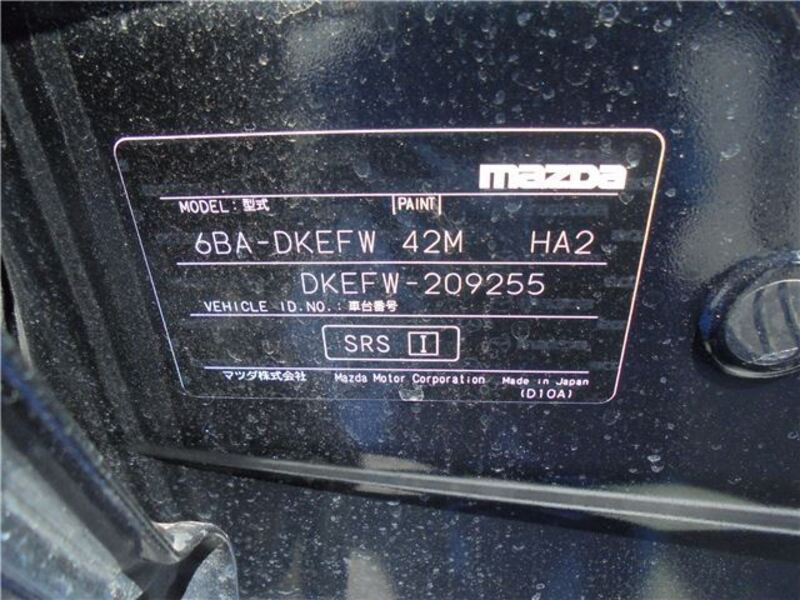 mazda
MODEL:型式 PAINT
6BA-DKEFW 42M HA2
DKEFW-209255
VEHICLE ID.NO.:車台番号
SRS I
マツダ株式会社 Mazda Motor Corporation Made in Japan
(D10A)